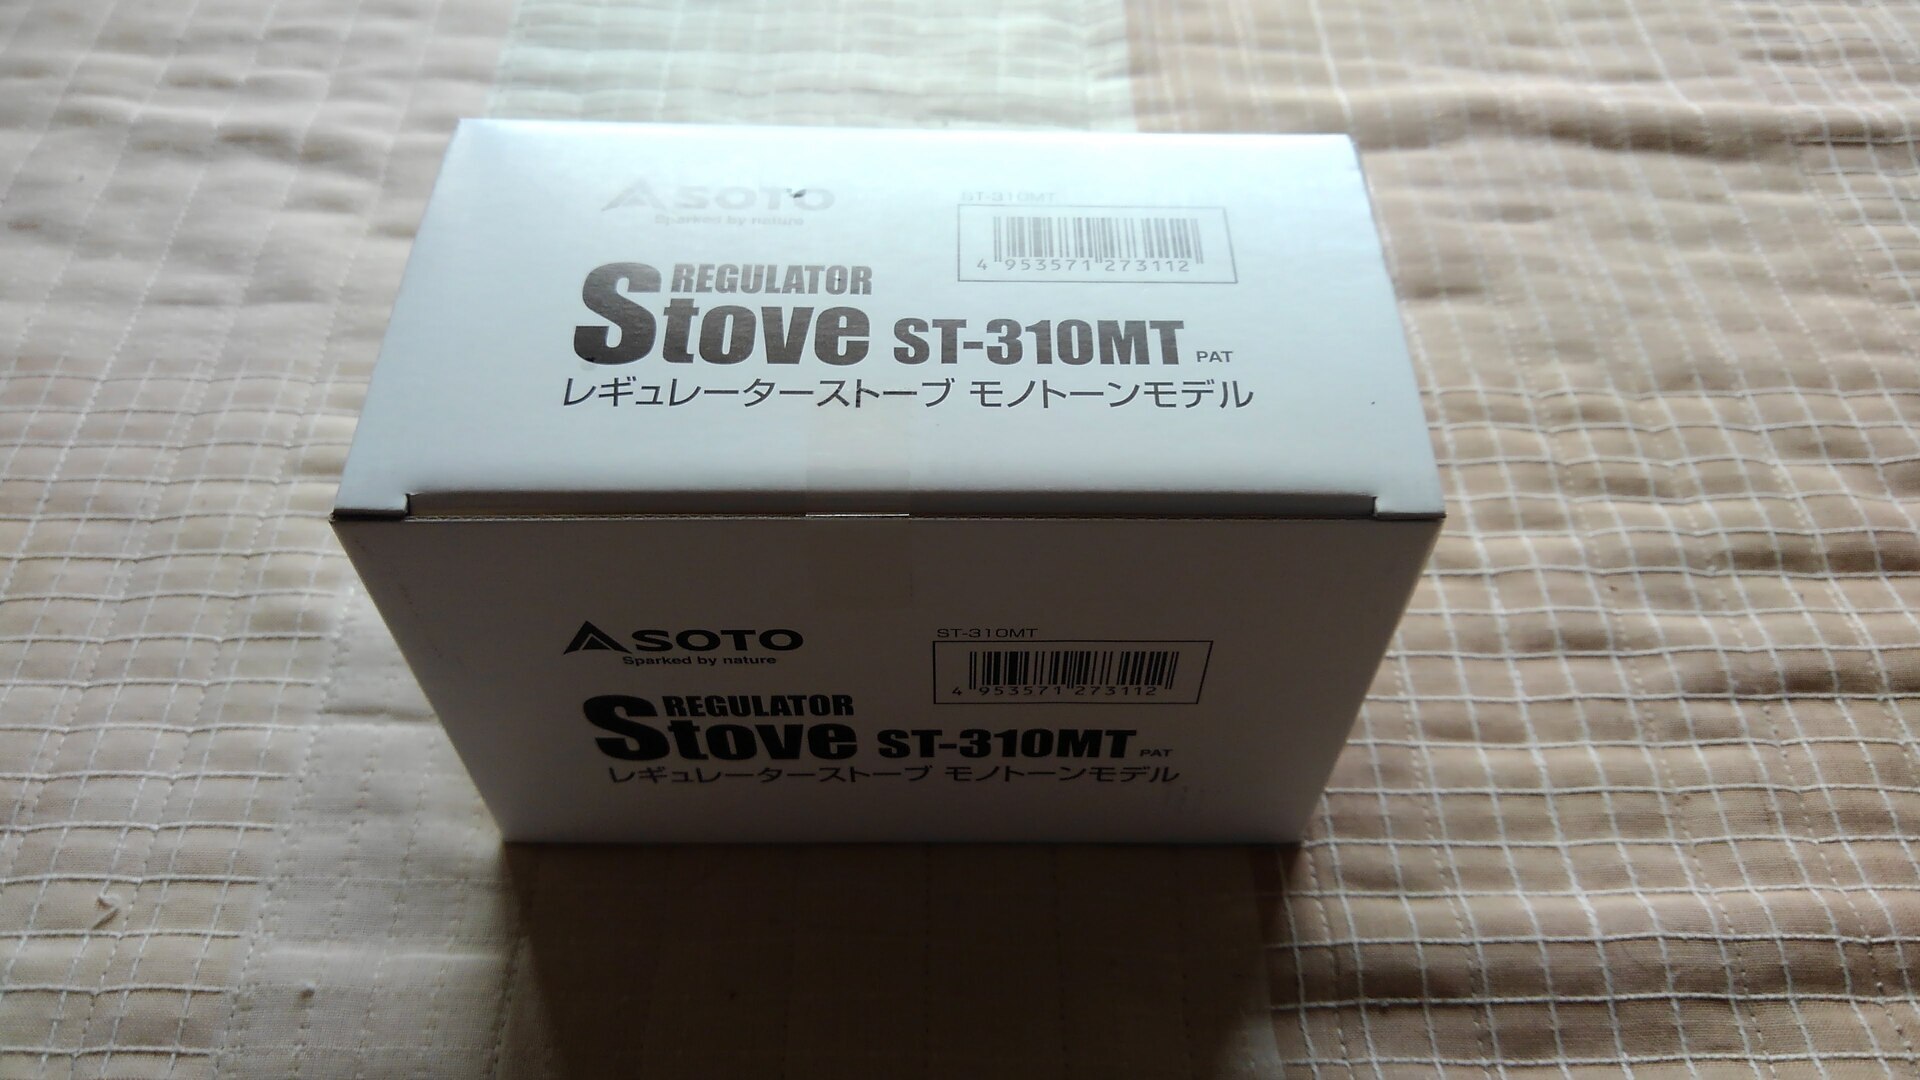 SOTO
Sparked by nature
ST-310MT
4 953571 273112
REGULATOR
Stove ST-310MT PAT
レギュレーターストーブ モノトーンモデル
SOTO
Sparked by nature
ST-310MT
4 953571 273112
REGULATOR
Stove ST-310MT PAT
レギュレーターストーブ モノトーンモデル